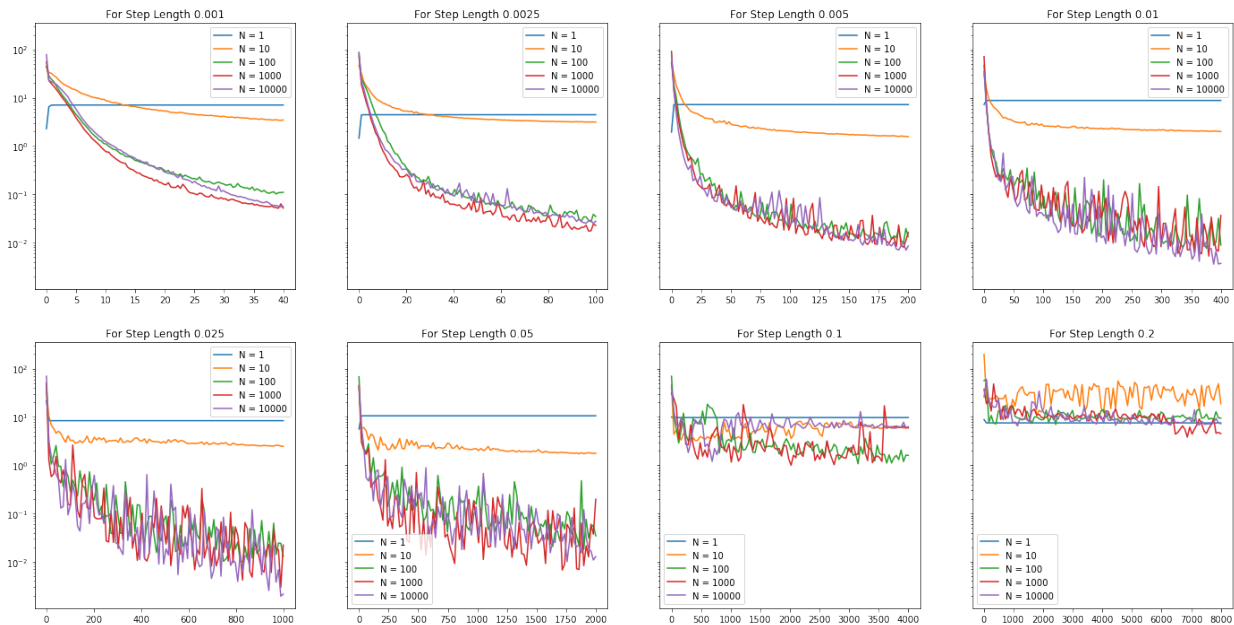 For Step Length 0.001
10²
10¹
10⁰
10⁻¹
10⁻²
0 5 10 15 20 25 30 35 40
N = 1
N = 10
N = 100
N = 1000
N = 10000
For Step Length 0.0025
0 20 40 60 80 100
N = 1
N = 10
N = 100
N = 1000
N = 10000
For Step Length 0.005
0 25 50 75 100 125 150 175 200
N = 1
N = 10
N = 100
N = 1000
N = 10000
For Step Length 0.01
0 50 100 150 200 250 300 350 400
N = 1
N = 10
N = 100
N = 1000
N = 10000
For Step Length 0.025
10²
10¹
10⁰
10⁻¹
10⁻²
0 200 400 600 800 1000
N = 1
N = 10
N = 100
N = 1000
N = 10000
For Step Length 0.05
0 250 500 750 1000 1250 1500 1750 2000
N = 1
N = 10
N = 100
N = 1000
N = 10000
For Step Length 0.1
0 500 1000 1500 2000 2500 3000 3500 4000
N = 1
N = 10
N = 100
N = 1000
N = 10000
For Step Length 0.2
0 1000 2000 3000 4000 5000 6000 7000 8000
N = 1
N = 10
N = 100
N = 1000
N = 10000